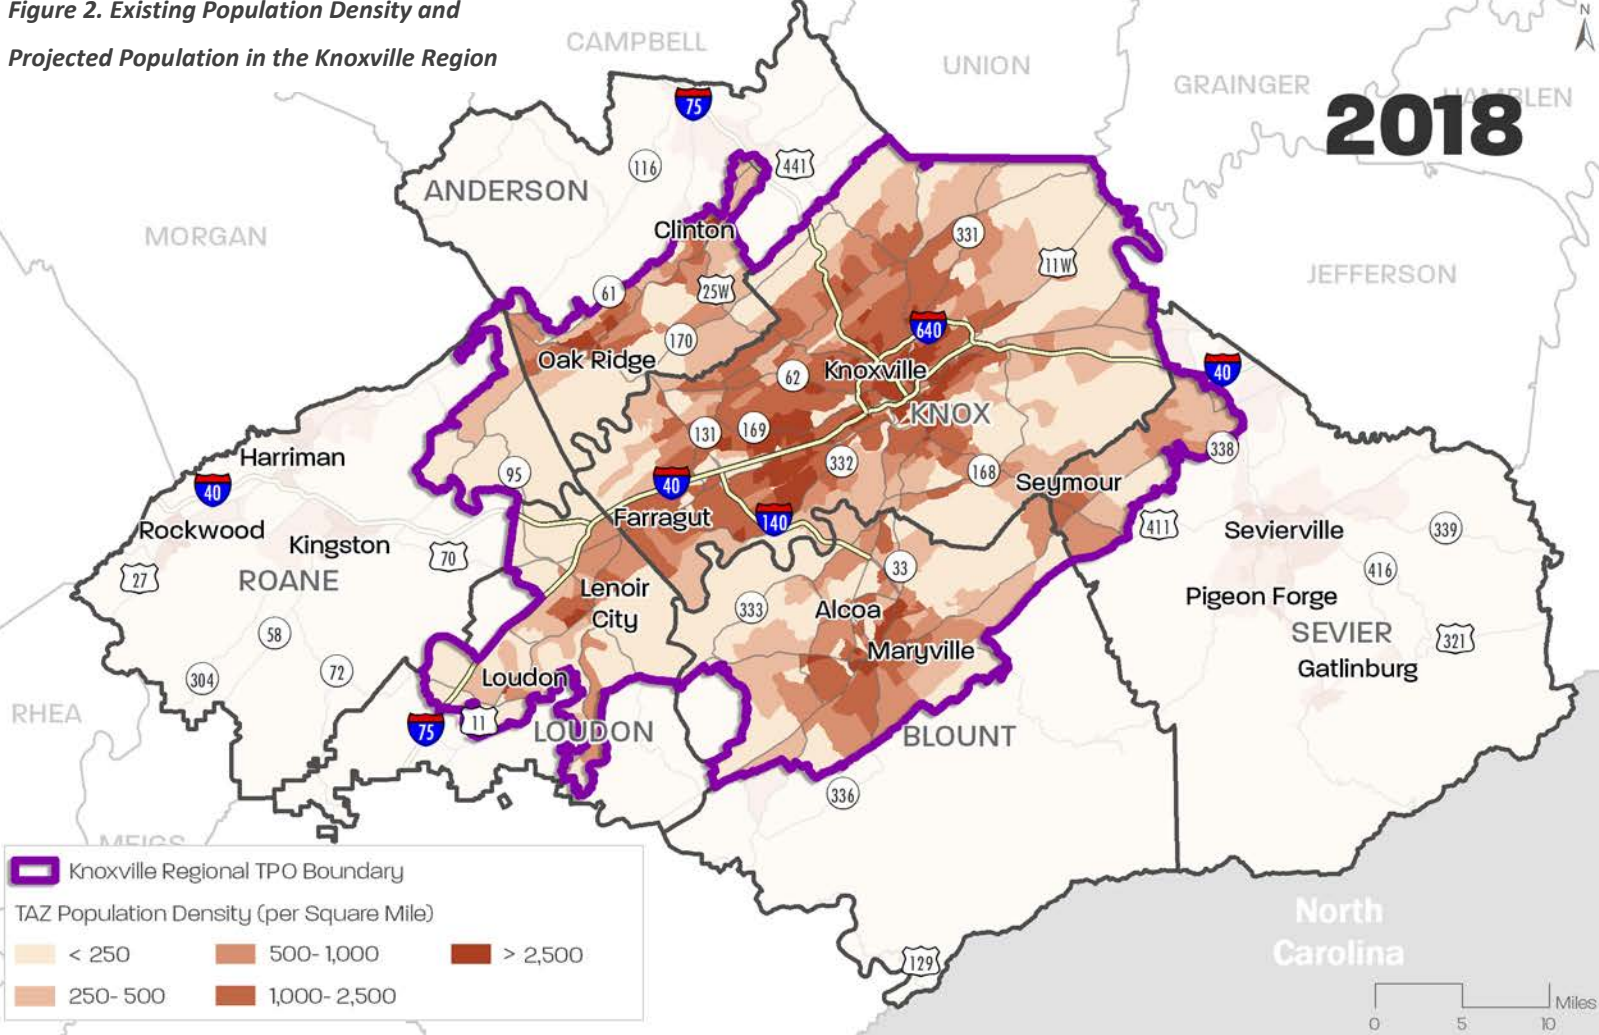 Figure 2. Existing Population Density and
Projected Population in the Knoxville Region
N
CAMPBELL
UNION
GRAINGER
HAMBLEN
2018
75
116
441
ANDERSON
MORGAN
Clinton
331
11W
JEFFERSON
61
25W
640
170
Oak Ridge
62
Knoxville
40
KNOX
131
169
338
Harriman
95
332
168
40
40
Seymour
Farragut
140
411
Sevierville
339
Rockwood
Kingston
70
27
ROANE
33
416
Lenoir
City
333
Alcoa
Pigeon Forge
SEVIER
321
58
Maryville
Gatlinburg
304
72
Loudon
RHEA
75
11
LOUDON
BLOUNT
336
MEIGS
Knoxville Regional TPO Boundary
TAZ Population Density (per Square Mile)
< 250
500- 1,000
> 2,500
250- 500
1,000- 2,500
North
Carolina
129
Miles
0 5 10